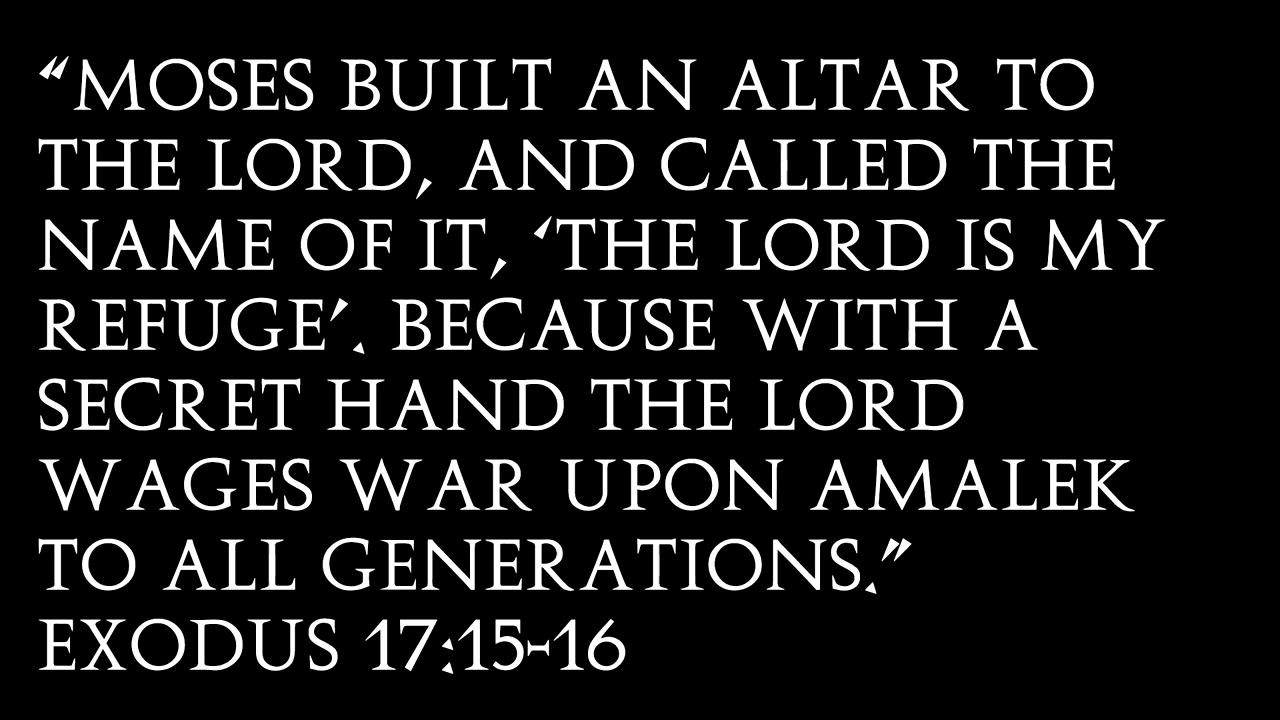 “MOSES BUILT AN ALTAR TO
THE LORD, AND CALLED THE
NAME OF IT, ‘THE LORD IS MY
REFUGE’. BECAUSE WITH A
SECRET HAND THE LORD
WAGES WAR UPON AMALEK
TO ALL GENERATIONS.”
EXODUS 17:15-16